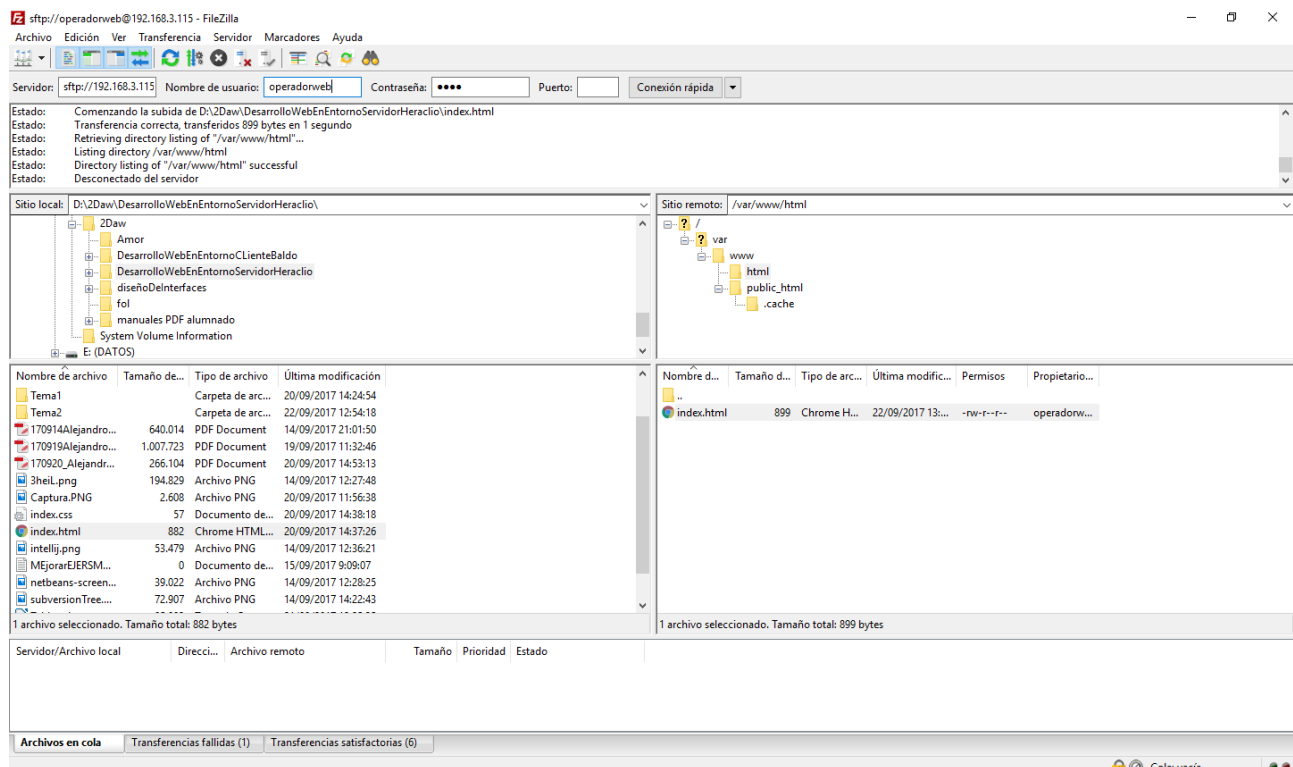 sftp://operadorweb@192.168.3.115 - FileZilla
Archivo Edición Ver Transferencia Servidor Marcadores Ayuda
Servidor: sftp://192.168.3.115 Nombre de usuario: operadorweb Contraseña: •••• Puerto: Conexión rápida
Estado: Comenzando la subida de D:\2Daw\DesarrolloWebEnEntornoServidorHeraclio\index.html
Estado: Transferencia correcta, transferidos 899 bytes en 1 segundo
Estado: Retrieving directory listing of "/var/www/html"...
Estado: Listing directory /var/www/html
Estado: Directory listing of "/var/www/html" successful
Estado: Desconectado del servidor
Sitio local: D:\2Daw\DesarrolloWebEnEntornoServidorHeraclio\
2Daw
Amor
DesarrolloWebEnEntornoCLienteBaldo
DesarrolloWebEnEntornoServidorHeraclio
diseñoDeInterfaces
fol
manuales PDF alumnado
System Volume Information
E: (DATOS)
Sitio remoto: /var/www/html
/
var
www
html
public_html
.cache
Nombre de archivo Tamaño de... Tipo de archivo Última modificación
Tema1 Carpeta de arc... 20/09/2017 14:24:54
Tema2 Carpeta de arc... 22/09/2017 12:54:18
170914Alejandro... 640.014 PDF Document 14/09/2017 21:01:50
170919Alejandro... 1.007.723 PDF Document 19/09/2017 11:32:46
170920_Alejandr... 266.104 PDF Document 20/09/2017 14:53:13
3heiL.png 194.829 Archivo PNG 14/09/2017 12:27:48
Captura.PNG 2.608 Archivo PNG 20/09/2017 11:56:38
index.css 57 Documento de... 20/09/2017 14:38:18
index.html 882 Chrome HTML... 20/09/2017 14:37:26
intellij.png 53.479 Archivo PNG 14/09/2017 12:36:21
MEjorarEJERSM... 0 Documento de... 15/09/2017 9:09:07
netbeans-screen... 39.022 Archivo PNG 14/09/2017 12:28:25
subversionTree.... 72.907 Archivo PNG 14/09/2017 14:22:43
1 archivo seleccionado. Tamaño total: 882 bytes
Nombre d... Tamaño d... Tipo de arc... Última modific... Permisos Propietario...
..
index.html 899 Chrome H... 22/09/2017 13:... -rw-r--r-- operadorw...
1 archivo seleccionado. Tamaño total: 899 bytes
Servidor/Archivo local Direcci... Archivo remoto Tamaño Prioridad Estado
Archivos en cola Transferencias fallidas (1) Transferencias satisfactorias (6)